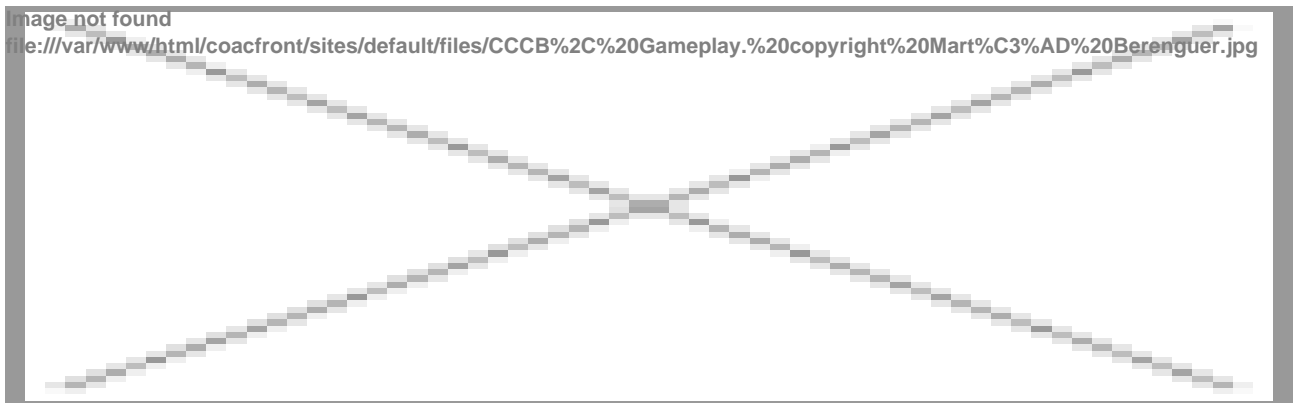 Image not found
file:///var/www/html/coacfront/sites/default/files/CCCB%2C%20Gameplay.%20copyright%20Mart%C3%AD%20Berenguer.jpg